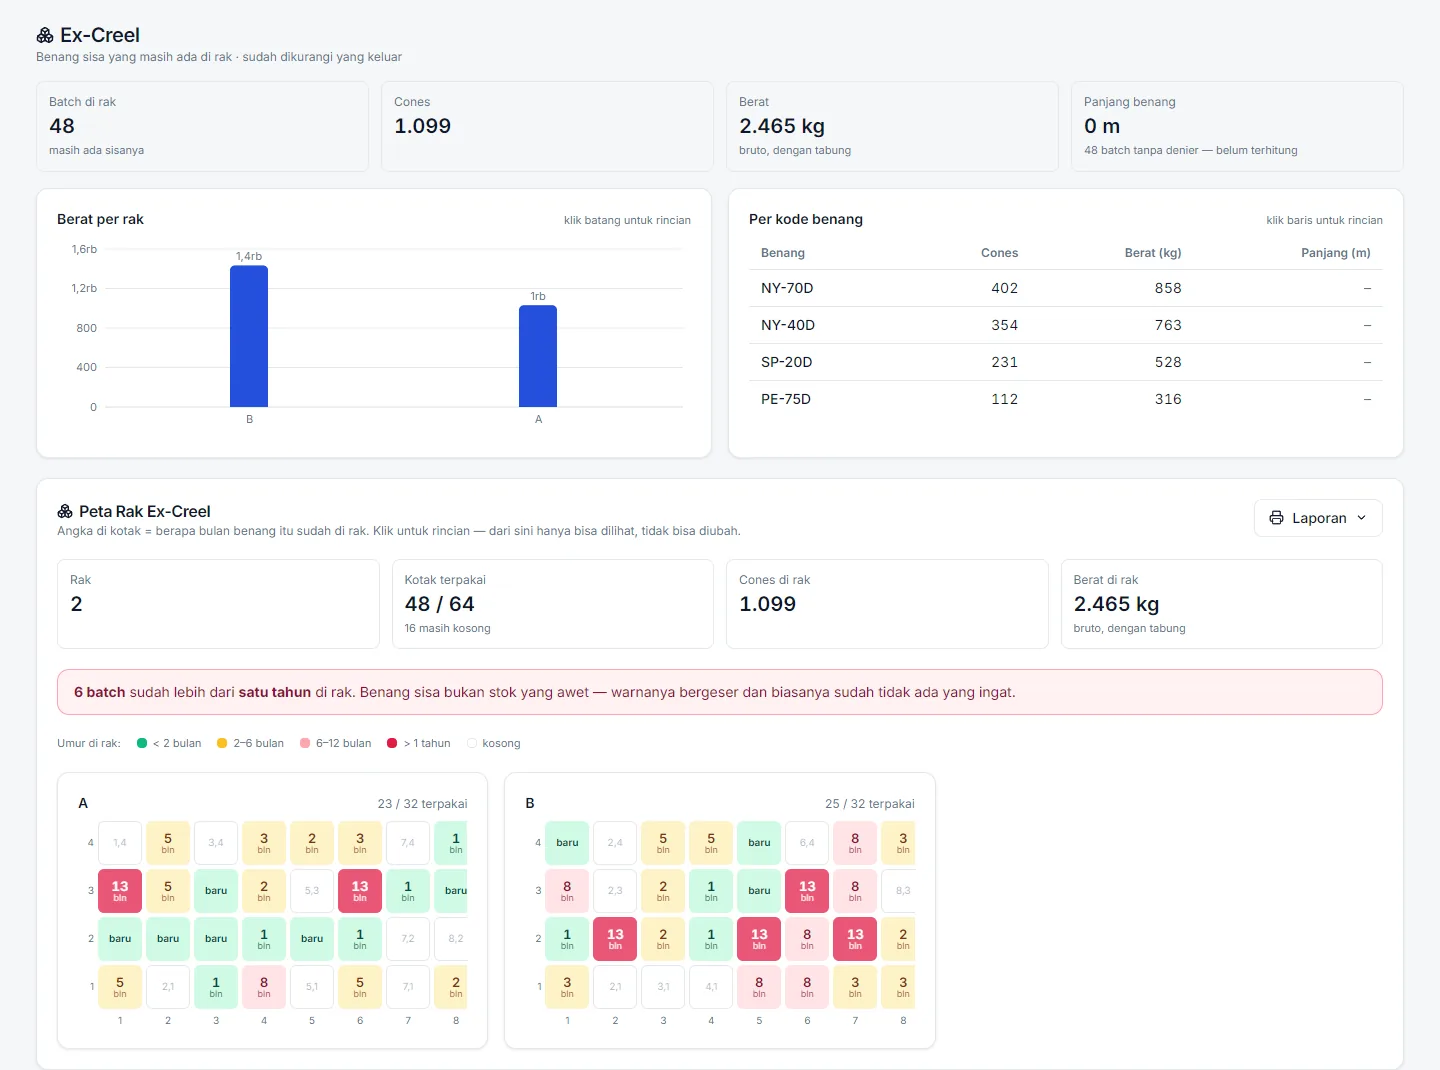 Ex-Creel
Benang sisa yang masih ada di rak · sudah dikurangi yang keluar
Batch di rak
48
masih ada sisanya
Cones
1.099
Berat
2.465 kg
bruto, dengan tabung
Panjang benang
0 m
48 batch tanpa denier — belum terhitung
Berat per rak
klik batang untuk rincian
1,6rb
1,2rb
800
400
0
1,4rb
1rb
B
A
Per kode benang
klik baris untuk rincian
Benang Cones Berat (kg) Panjang (m)
NY-70D 402 858 –
NY-40D 354 763 –
SP-20D 231 528 –
PE-75D 112 316 –
Peta Rak Ex-Creel
Angka di kotak = berapa bulan benang itu sudah di rak. Klik untuk rincian — dari sini hanya bisa dilihat, tidak bisa diubah.
Laporan
Rak
2
Kotak terpakai
48 / 64
16 masih kosong
Cones di rak
1.099
Berat di rak
2.465 kg
bruto, dengan tabung
6 batch sudah lebih dari satu tahun di rak. Benang sisa bukan stok yang awet — warnanya bergeser dan biasanya sudah tidak ada yang ingat.
Umur di rak: < 2 bulan 2–6 bulan 6–12 bulan > 1 tahun kosong
A 23 / 32 terpakai
4 1,4 5 bln 3,4 3 bln 2 bln 3 bln 7,4 1 bln
3 13 bln 5 bln baru 2 bln 5,3 13 bln 1 bln baru
2 baru baru baru 1 bln baru 1 bln 7,2 8,2
1 5 bln 2,1 1 bln 8 bln 5,1 5 bln 7,1 2 bln
1 2 3 4 5 6 7 8
B 25 / 32 terpakai
4 baru 2,4 5 bln 5 bln baru 6,4 8 bln 3 bln
3 8 bln 2,3 2 bln 1 bln baru 13 bln 8 bln 8,3
2 1 bln 13 bln 2 bln 1 bln 13 bln 8 bln 13 bln 2 bln
1 3 bln 2,1 3,1 4,1 8 bln 8 bln 3 bln 3 bln
1 2 3 4 5 6 7 8